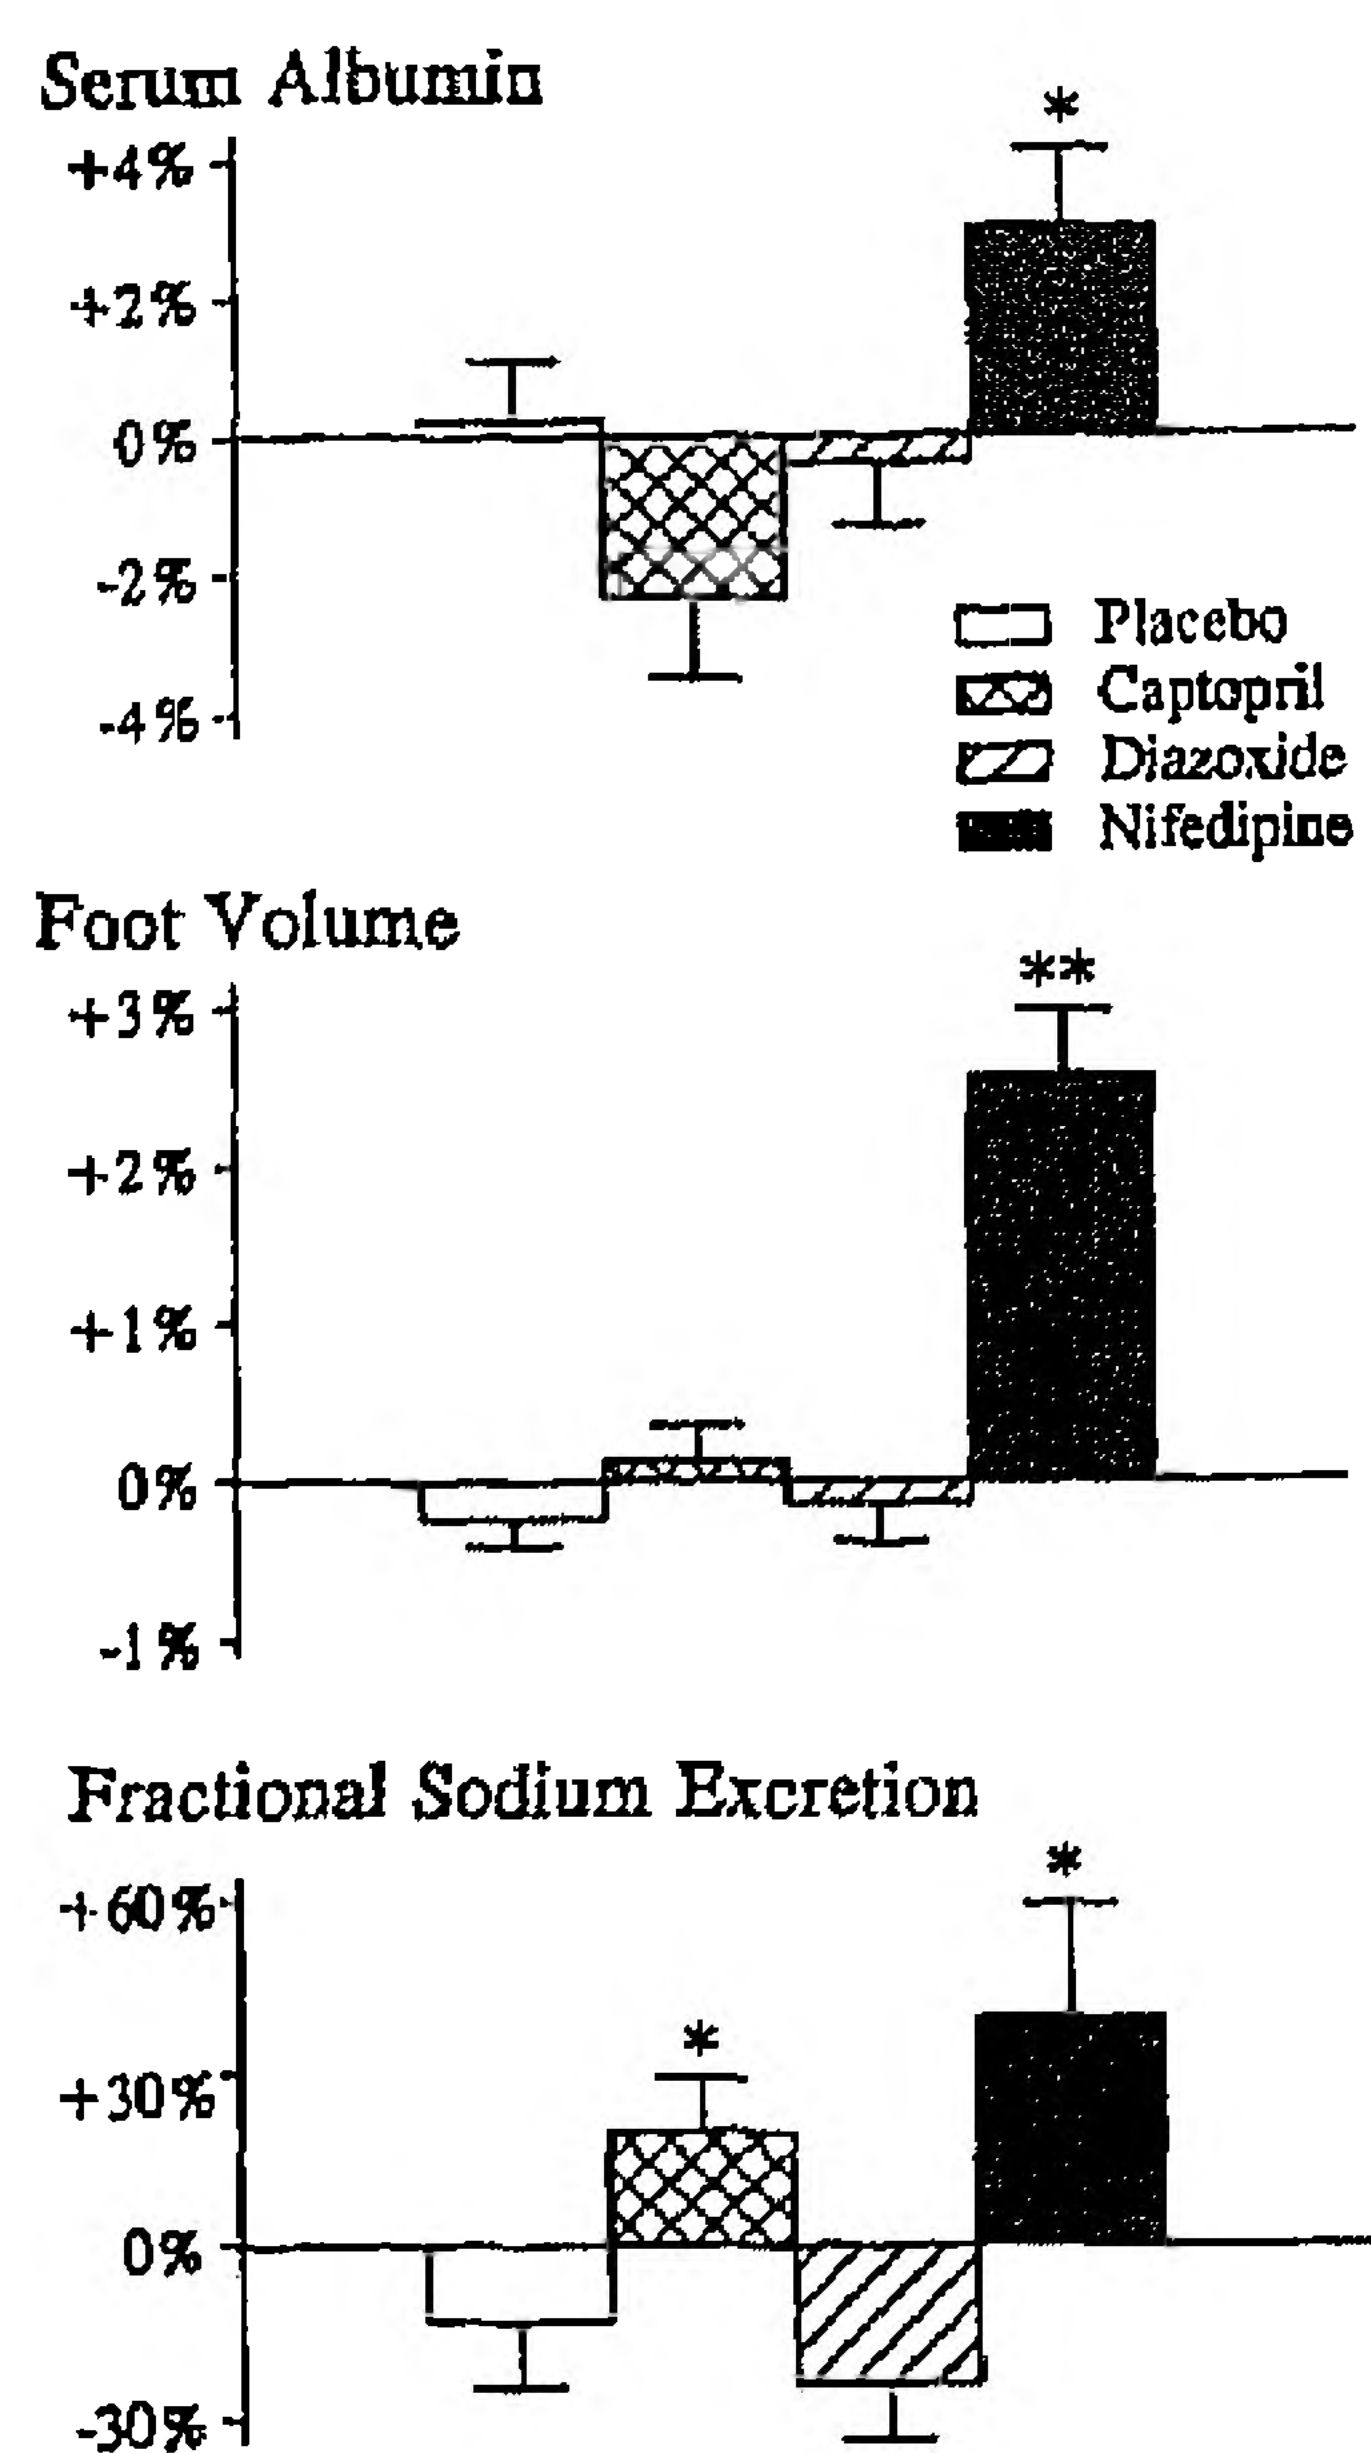 Serum Albumin
*
+4%
+2%
0%
-2%
-4%
Placebo
Captopril
Diazoxide
Nifedipine
Foot Volume
**
+3%
+2%
+1%
0%
-1%
Fractional Sodium Excretion
*
+60%
*
+30%
0%
-30%